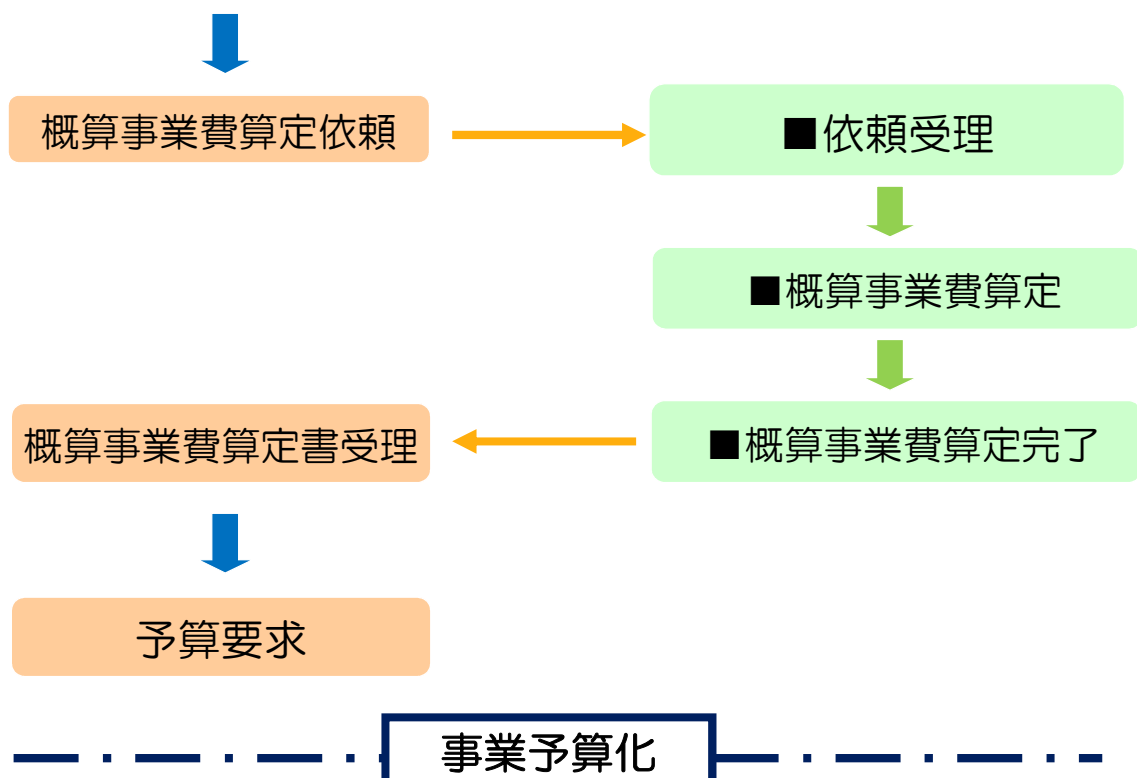 概算事業費算定依頼
■依頼受理
■概算事業費算定
■概算事業費算定完了
概算事業費算定書受理
予算要求
事業予算化